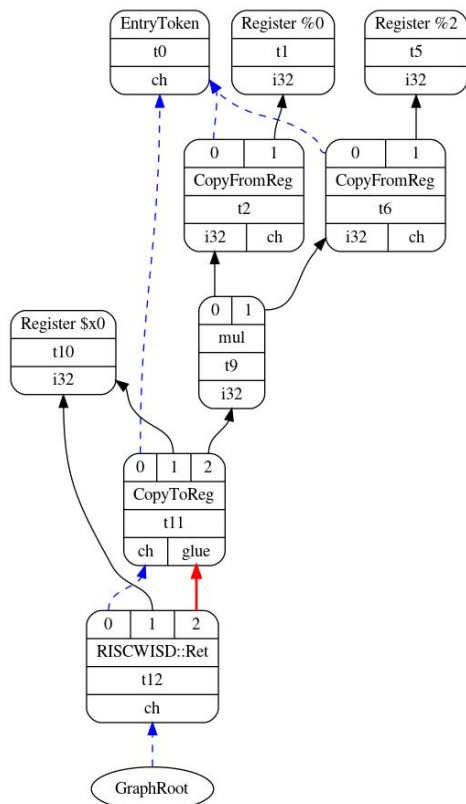 EntryToken
t0
ch
Register %0
t1
i32
Register %2
t5
i32
0 1
CopyFromReg
t2
i32 ch
0 1
CopyFromReg
t6
i32 ch
0 1
mul
t9
i32
Register $x0
t10
i32
0 1 2
CopyToReg
t11
ch glue
0 1 2
RISCWISD::Ret
t12
ch
GraphRoot